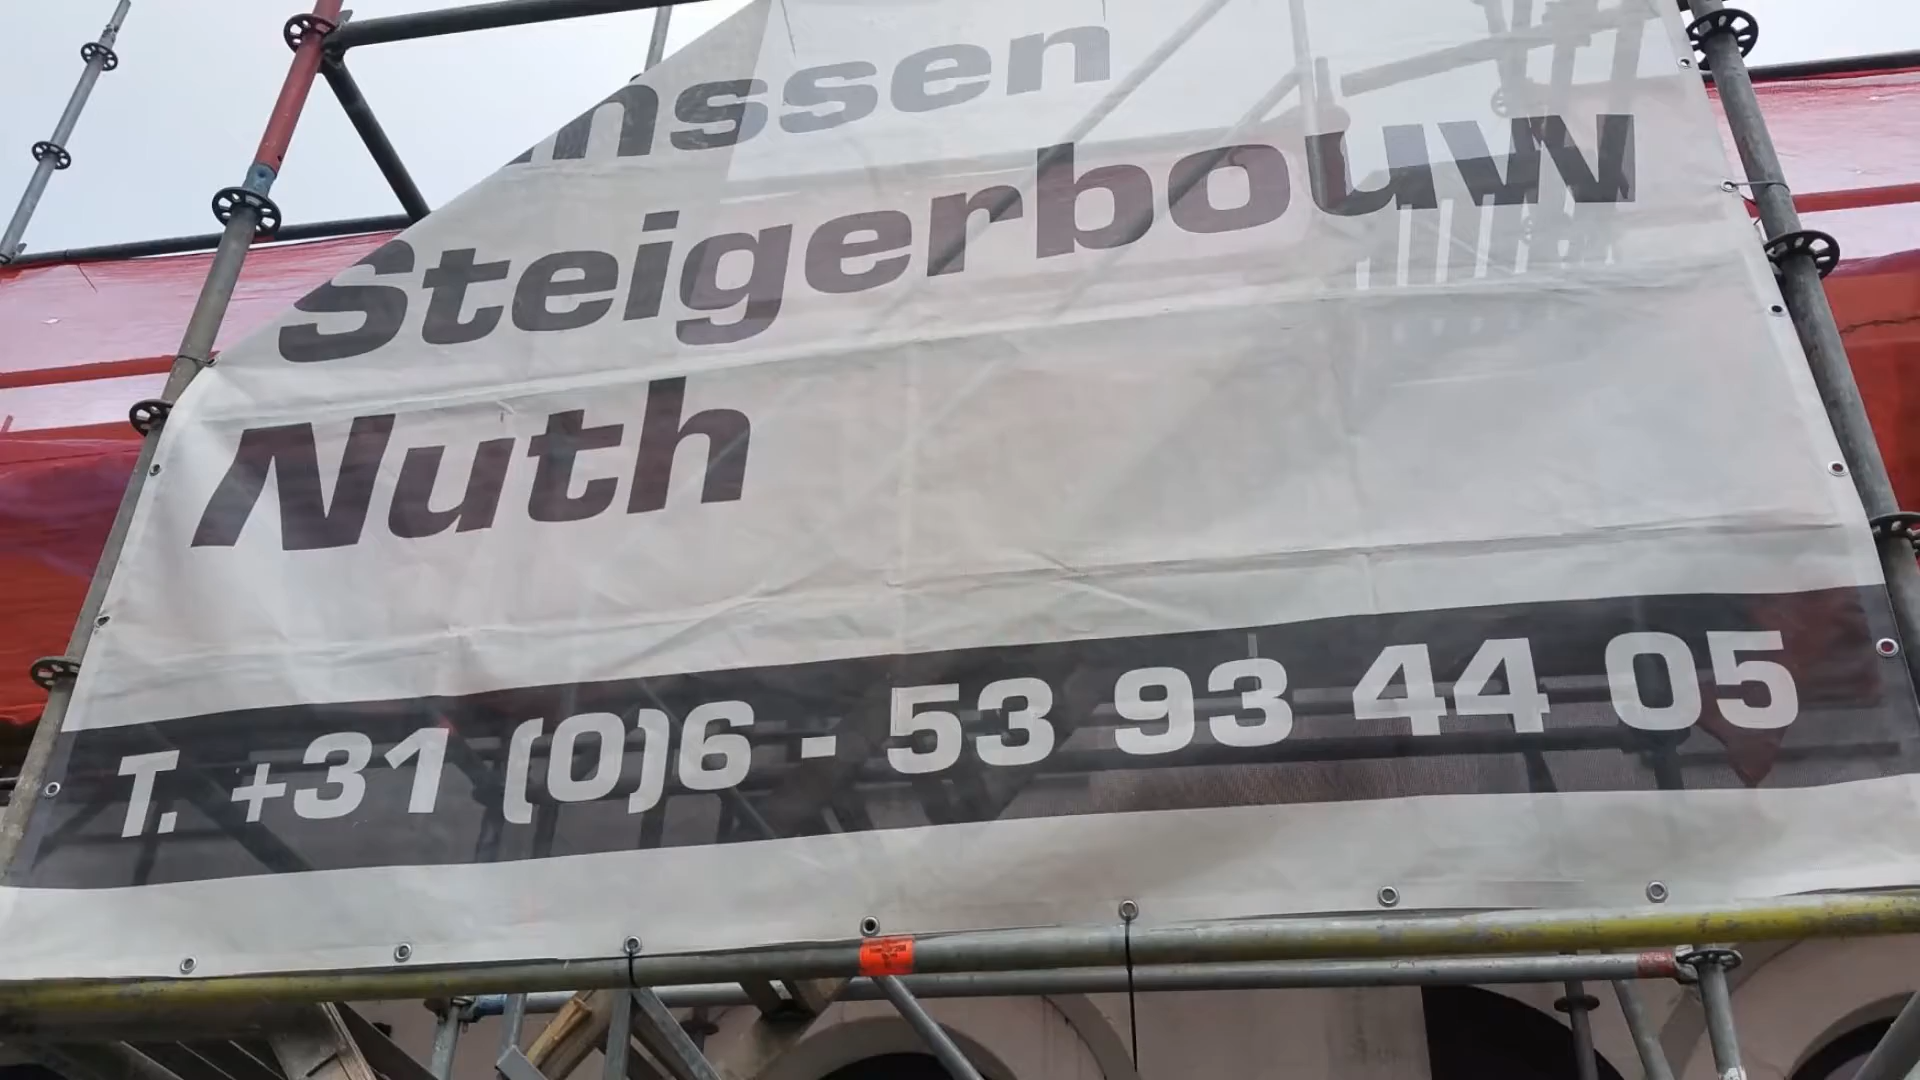 nssen
Steigerbouw
Nuth
T. +31 (0)6 - 53 93 44 05